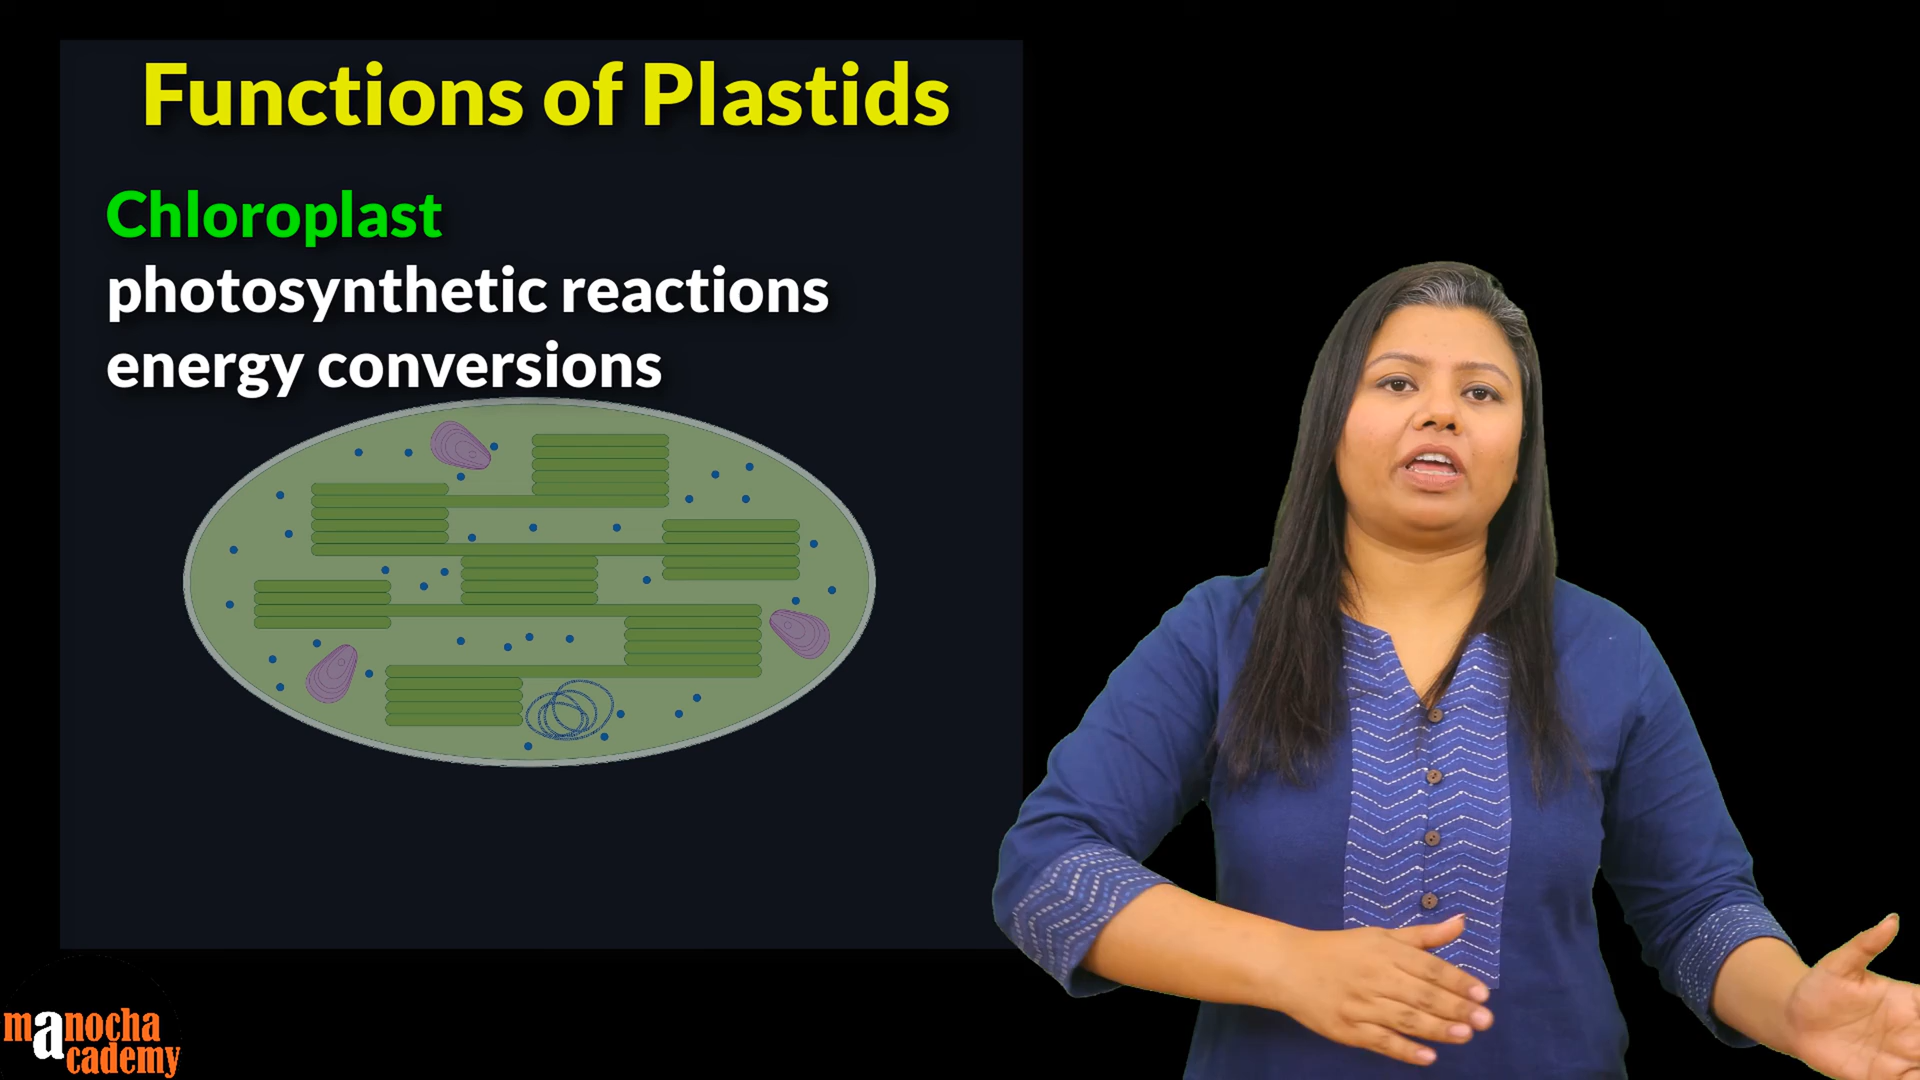 Functions of Plastids
Chloroplast
photosynthetic reactions
energy conversions
manocha
academy